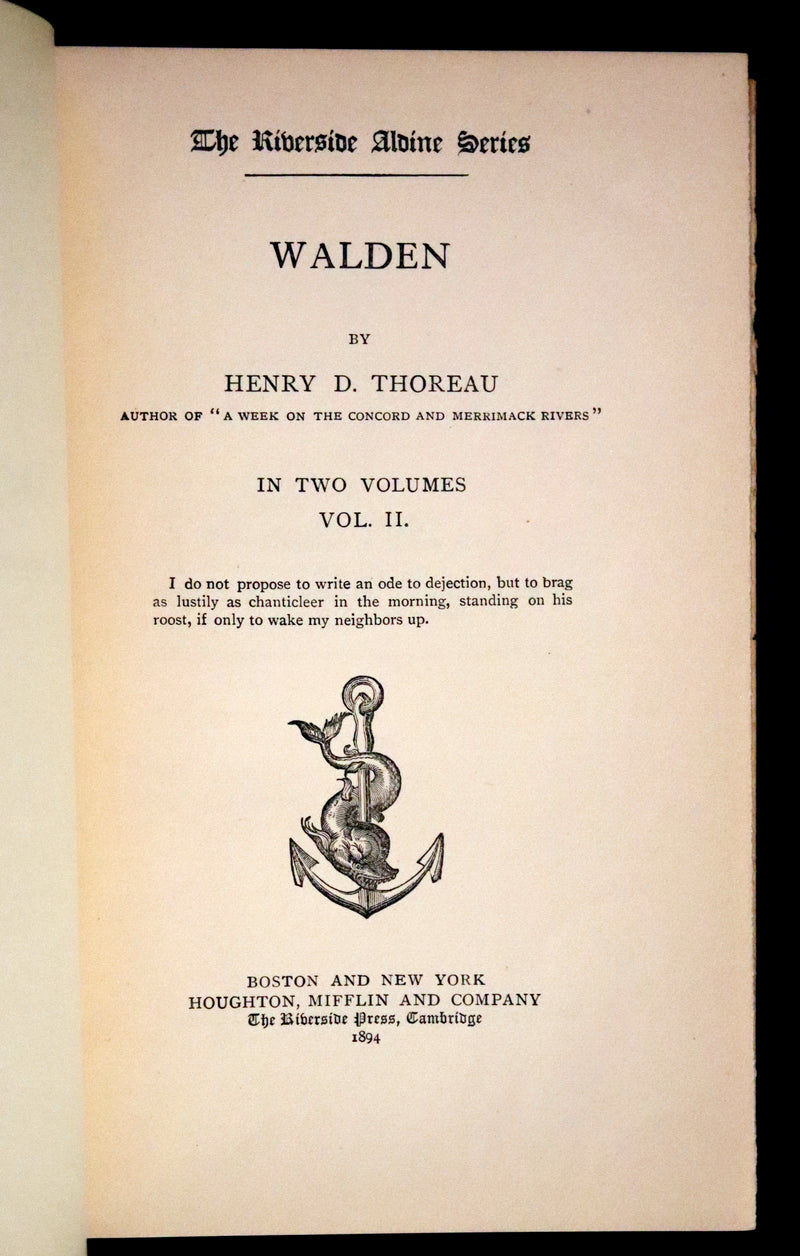 The Riverside Aldine Series
WALDEN
BY
HENRY D. THOREAU
AUTHOR OF “A WEEK ON THE CONCORD AND MERRIMACK RIVERS”
IN TWO VOLUMES
VOL. II.
I do not propose to write an ode to dejection, but to brag
as lustily as chanticleer in the morning, standing on his
roost, if only to wake my neighbors up.
BOSTON AND NEW YORK
HOUGHTON, MIFFLIN AND COMPANY
The Riverside Press, Cambridge
1894